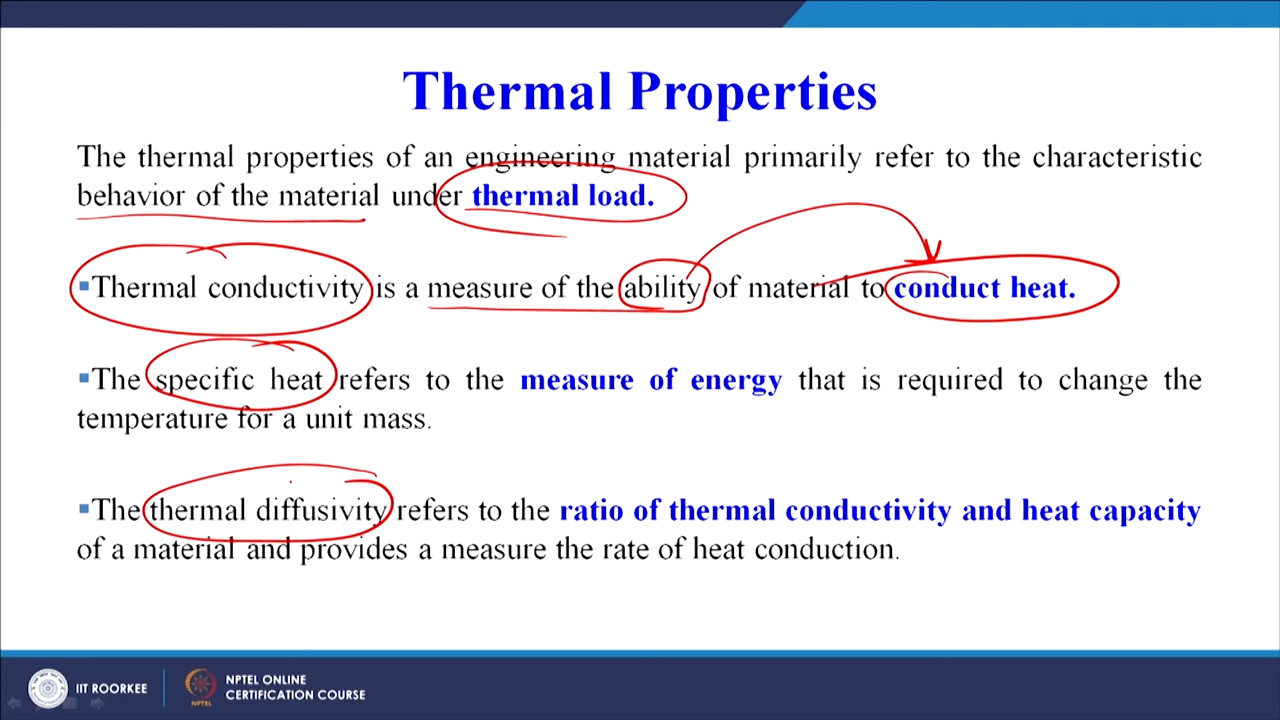 Thermal Properties
The thermal properties of an engineering material primarily refer to the characteristic
behavior of the material under thermal load.
▪Thermal conductivity is a measure of the ability of material to conduct heat.
▪The specific heat refers to the measure of energy that is required to change the
temperature for a unit mass.
▪The thermal diffusivity refers to the ratio of thermal conductivity and heat capacity
of a material and provides a measure the rate of heat conduction.
IIT ROORKEE
NPTEL
NPTEL ONLINE
CERTIFICATION COURSE